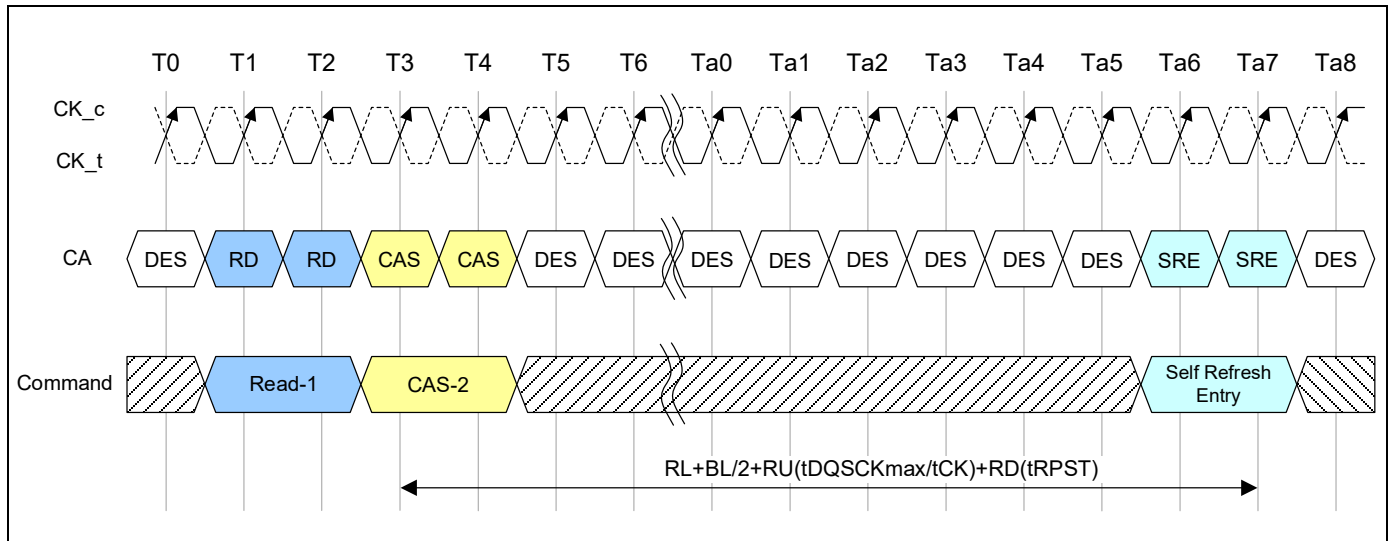 T0 T1 T2 T3 T4 T5 T6 Ta0 Ta1 Ta2 Ta3 Ta4 Ta5 Ta6 Ta7 Ta8
CK_c
CK_t
CA DES RD RD CAS CAS DES DES DES DES DES DES DES DES SRE SRE DES
Command Read-1 CAS-2 Self Refresh
Entry
RL+BL/2+RU(tDQSCKmax/tCK)+RD(tRPST)